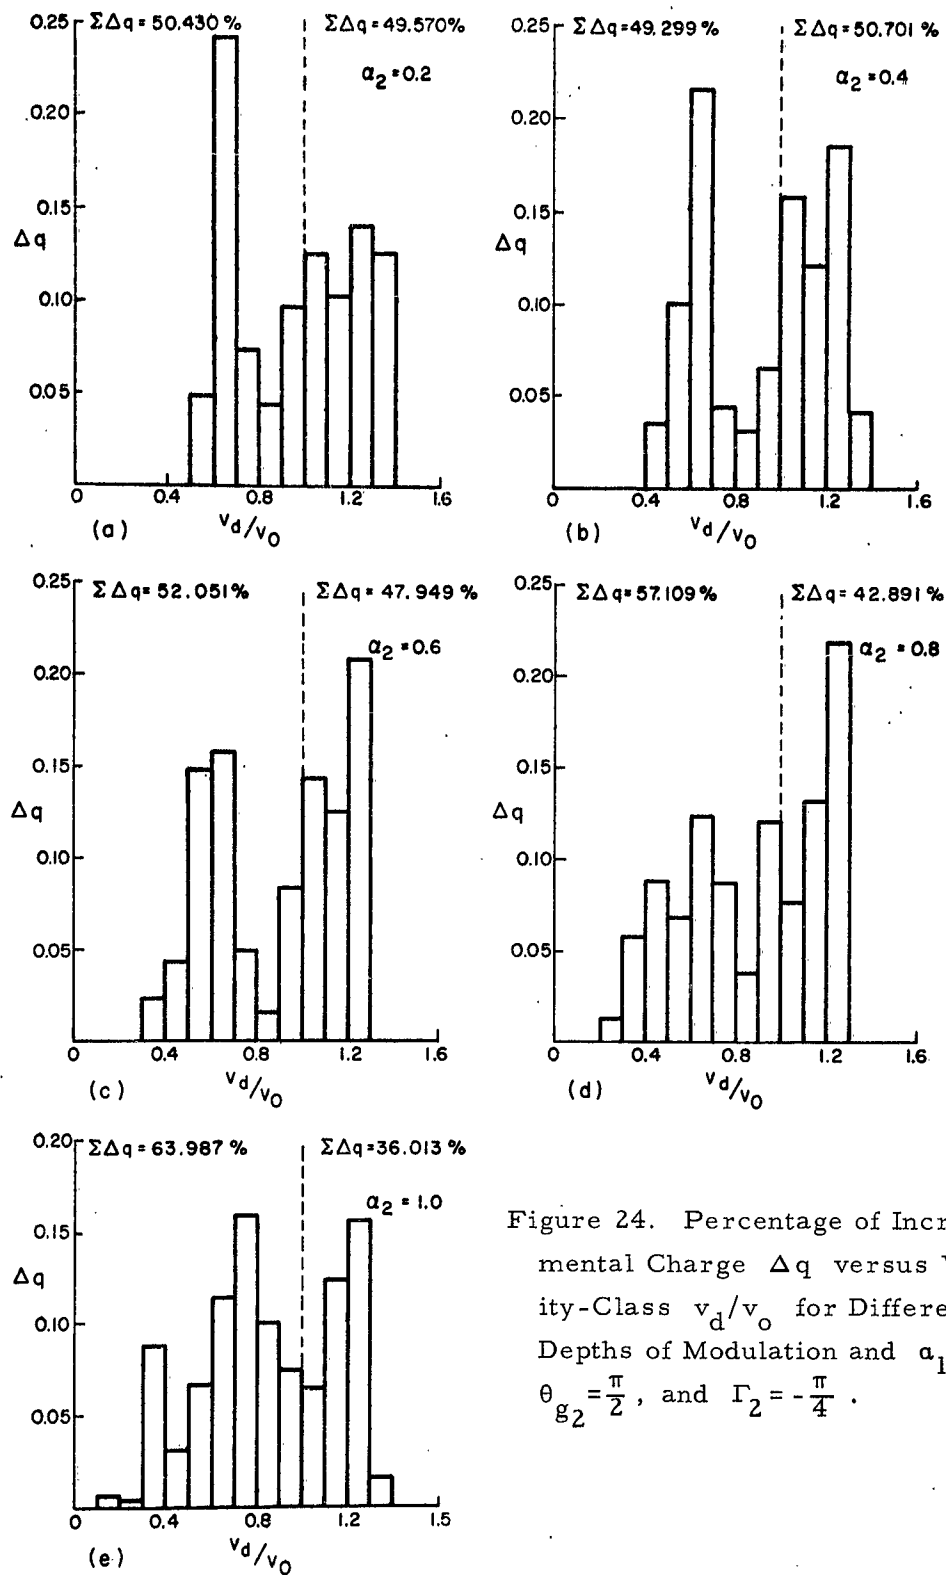 ΣΔq = 50.430 % ΣΔq = 49.570%
α2 = 0.2
0.25
0.20
0.15
Δq
0.10
0.05
0 0.4 0.8 1.2 1.6
(a) vd/vO
ΣΔq = 49.299 % ΣΔq = 50.701 %
α2 = 0.4
0.25
0.20
0.15
Δq
0.10
0.05
0 0.4 0.8 1.2 1.6
(b) vd/vO
ΣΔq = 52.051% ΣΔq = 47.949 %
α2 = 0.6
0.25
0.20
0.15
Δq
0.10
0.05
0 0.4 0.8 1.2 1.6
(c) vd/vO
ΣΔq = 57.109 % ΣΔq = 42.891%
α2 = 0.8
0.25
0.20
0.15
Δq
0.10
0.05
0 0.4 0.8 1.2 1.6
(d) vd/vO
ΣΔq = 63.987 % ΣΔq = 36.013 %
α2 = 1.0
0.20
0.15
Δq
0.10
0.05
0 0.4 0.8 1.2 1.5
(e) vd/vO
Figure 24. Percentage of Incr
mental Charge Δq versus
ity-Class vd/vo for Differe
Depths of Modulation and α1
θg2 = π/2 , and Γ2 = -π/4 .